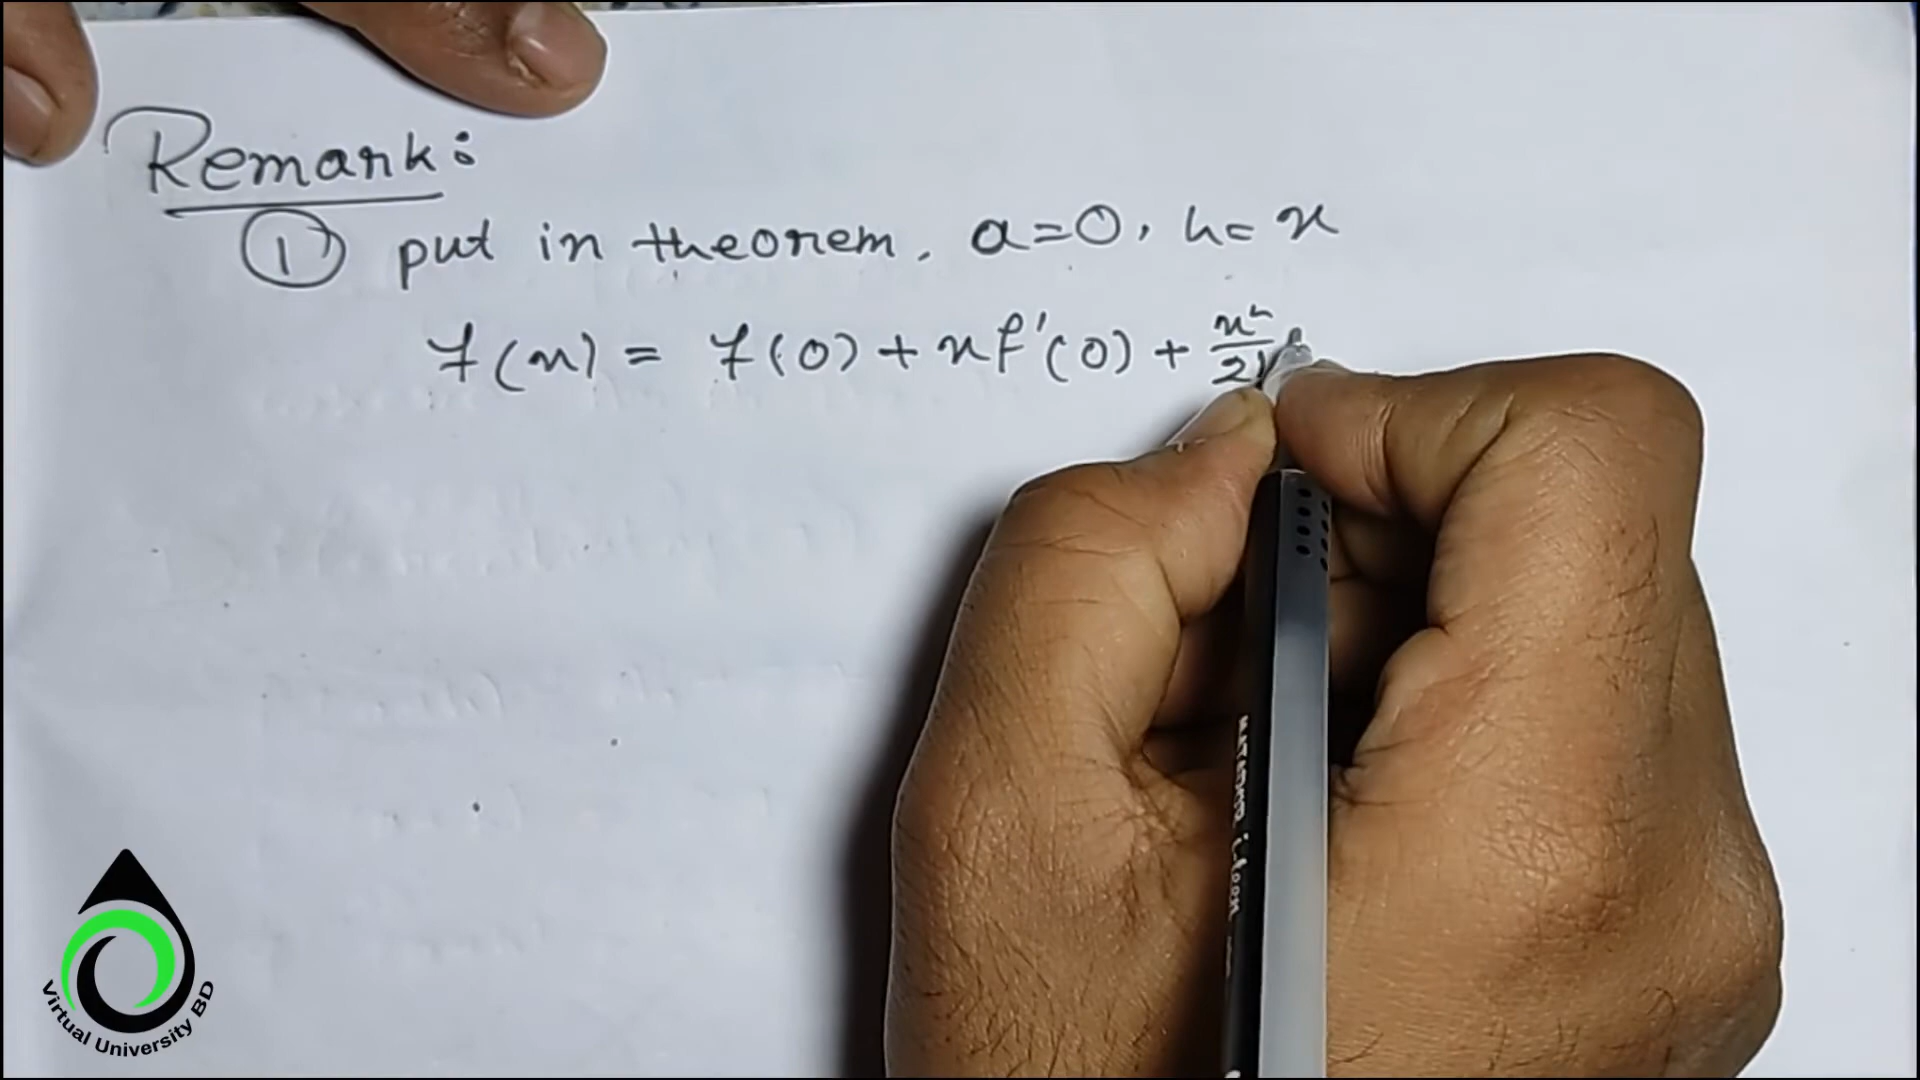 Remark:
① put in theorem, a=0, h= x
f(x) = f(0) + xf'(0) + x²/2!
Virtual University BD